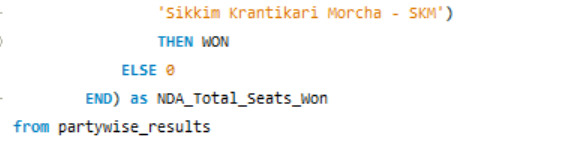 'Sikkim Krantikari Morcha - SKM')
THEN WON
ELSE 0
END) as NDA_Total_Seats_Won
from partywise_results